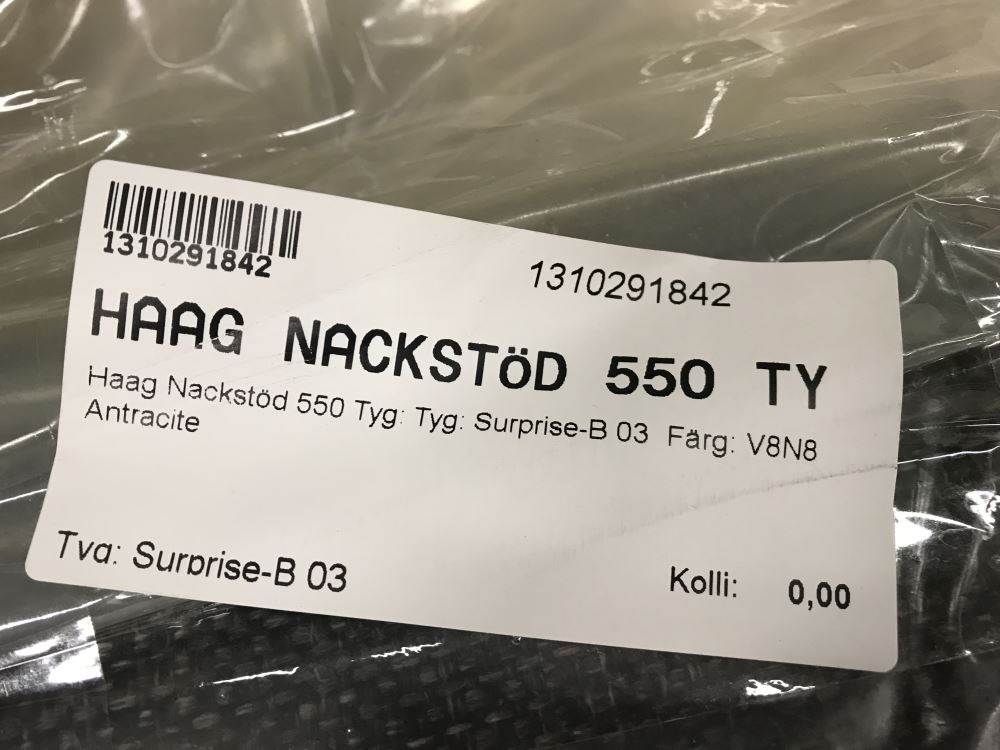 1310291842
1310291842
HAAG NACKSTöD 550 TY
Haag Nackstöd 550 Tyg: Tyg: Surprise-B 03 Färg: V8N8
Antracite
Tyg: Surprise-B 03
Kolli: 0,00